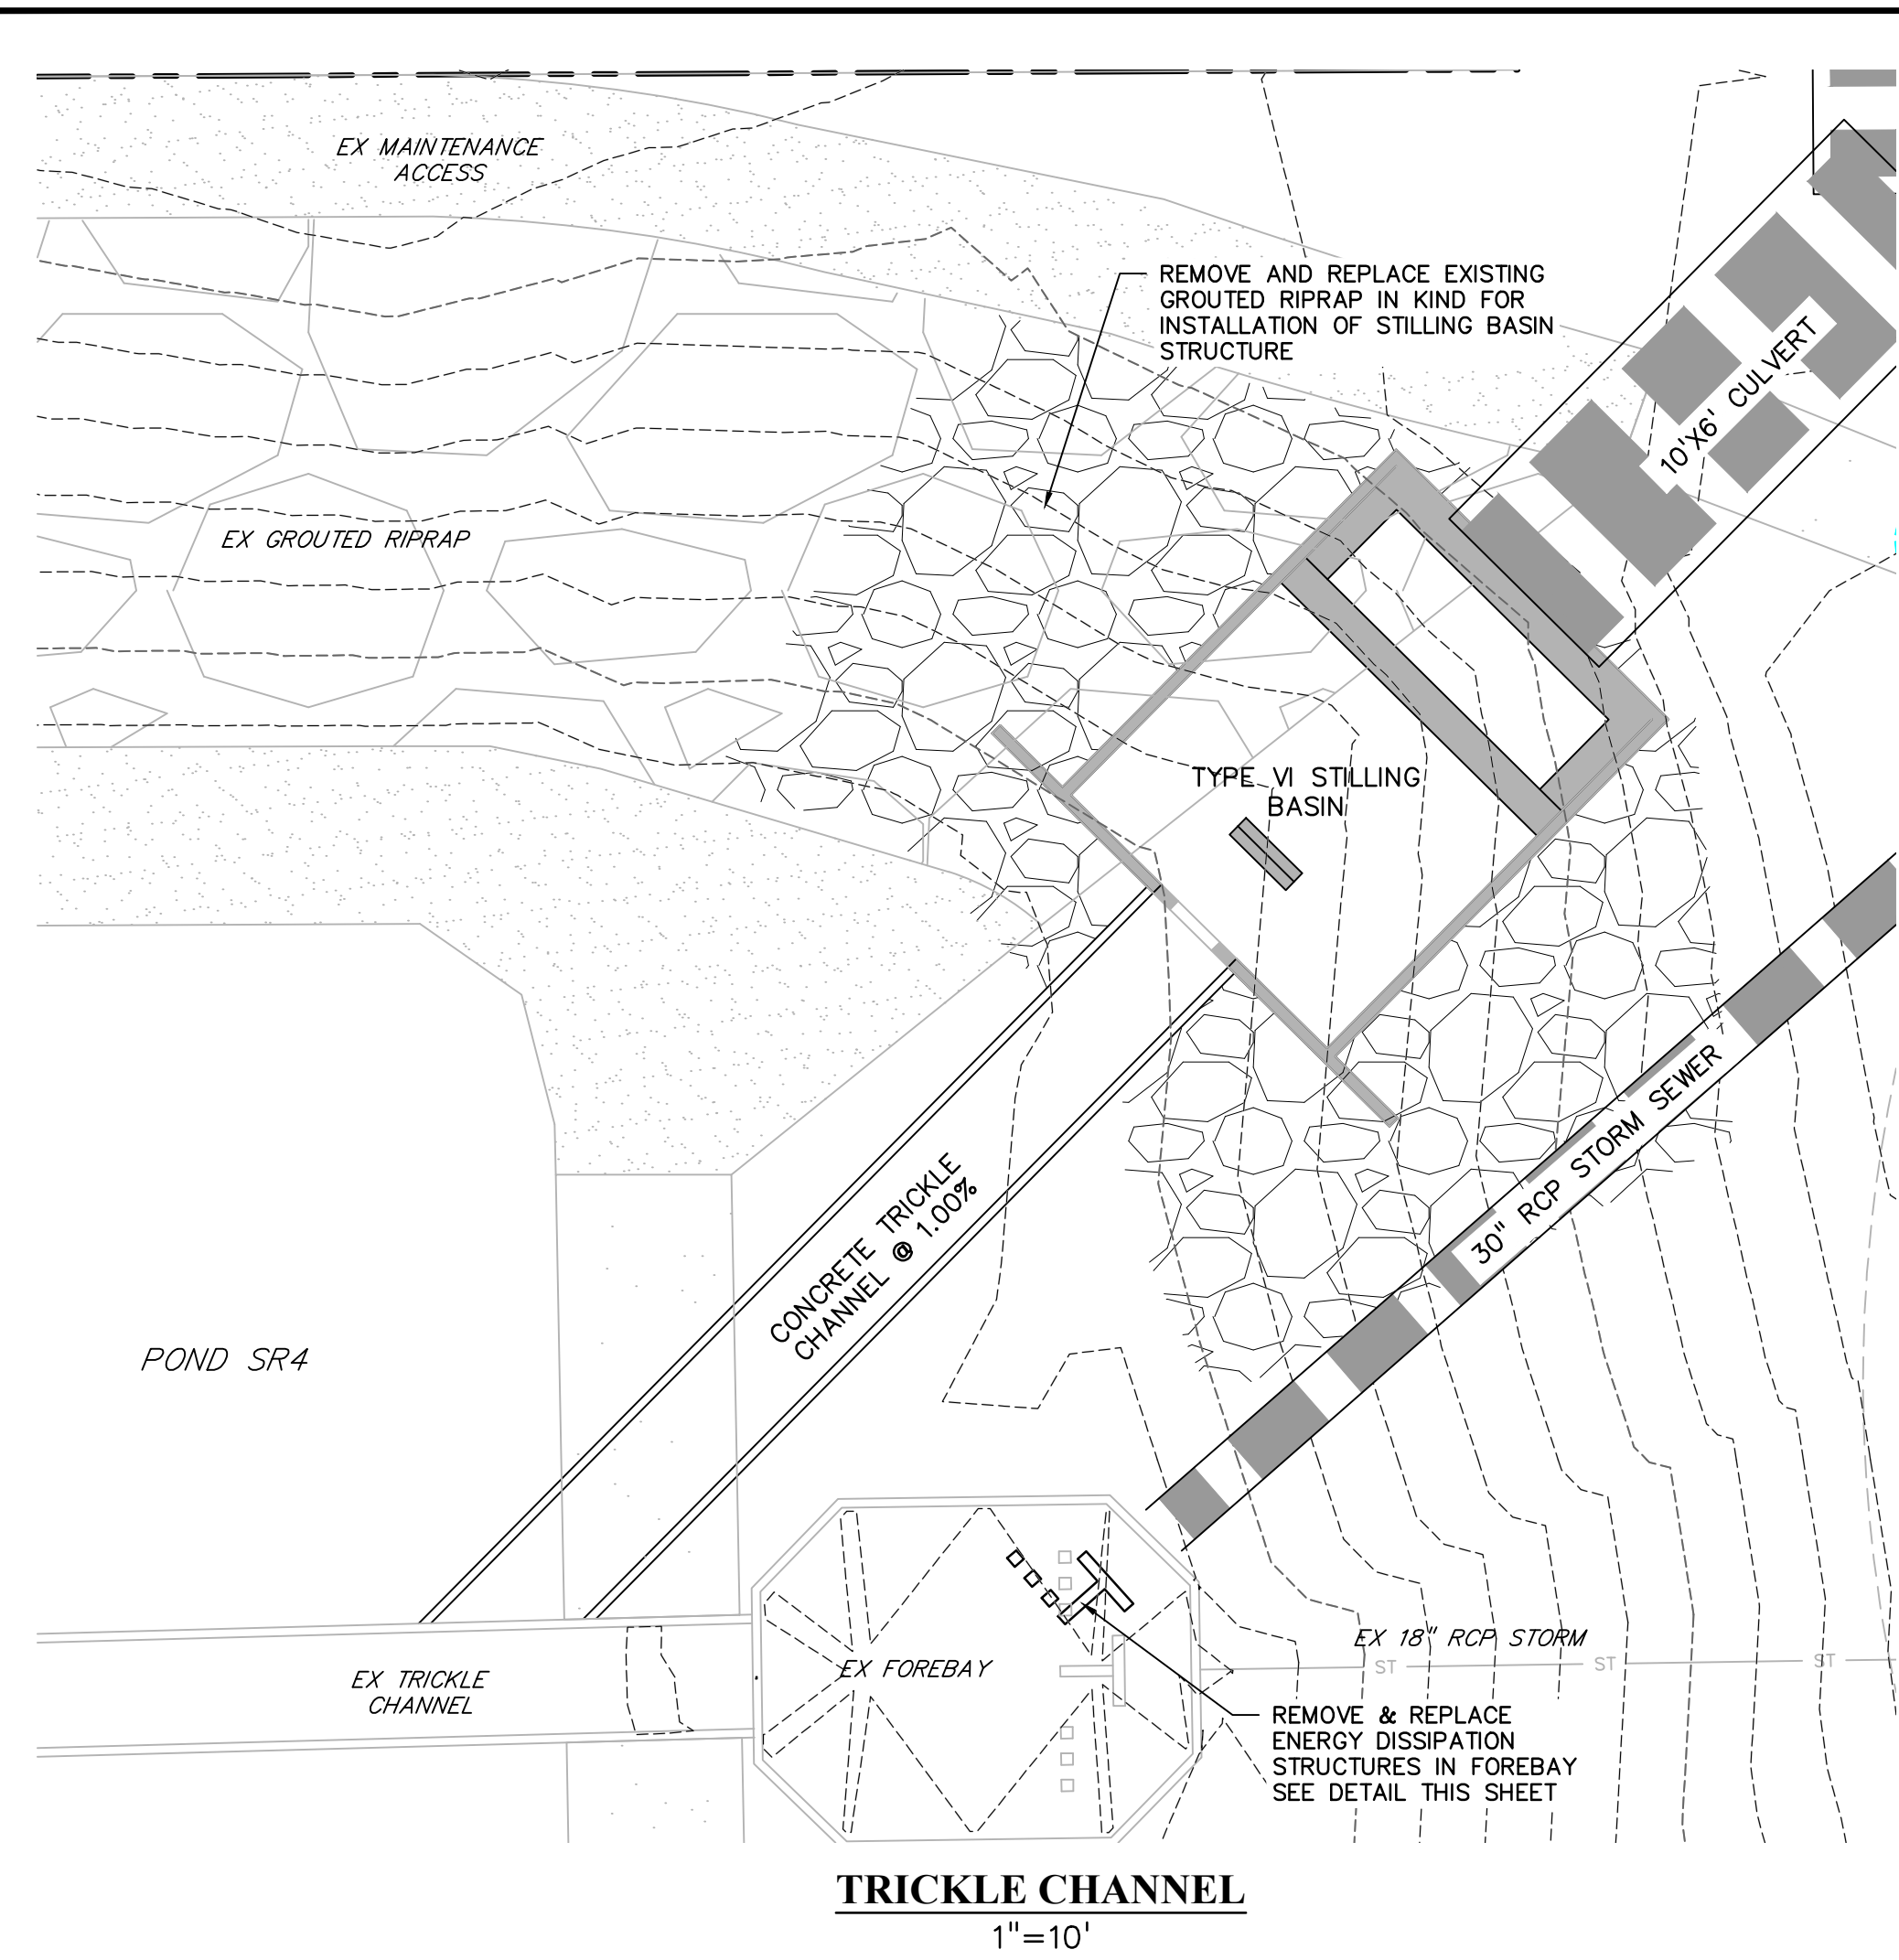 EX MAINTENANCE
ACCESS
REMOVE AND REPLACE EXISTING
GROUTED RIPRAP IN KIND FOR
INSTALLATION OF STILLING BASIN
STRUCTURE
10'X6' CULVERT
EX GROUTED RIPRAP
TYPE VI STILLING
BASIN
30" RCP STORM SEWER
CONCRETE TRICKLE
CHANNEL @ 1.00%
POND SR4
EX 18" RCP STORM
ST
ST
ST
EX FOREBAY
EX TRICKLE
CHANNEL
REMOVE & REPLACE
ENERGY DISSIPATION
STRUCTURES IN FOREBAY
SEE DETAIL THIS SHEET
TRICKLE CHANNEL
1"=10'